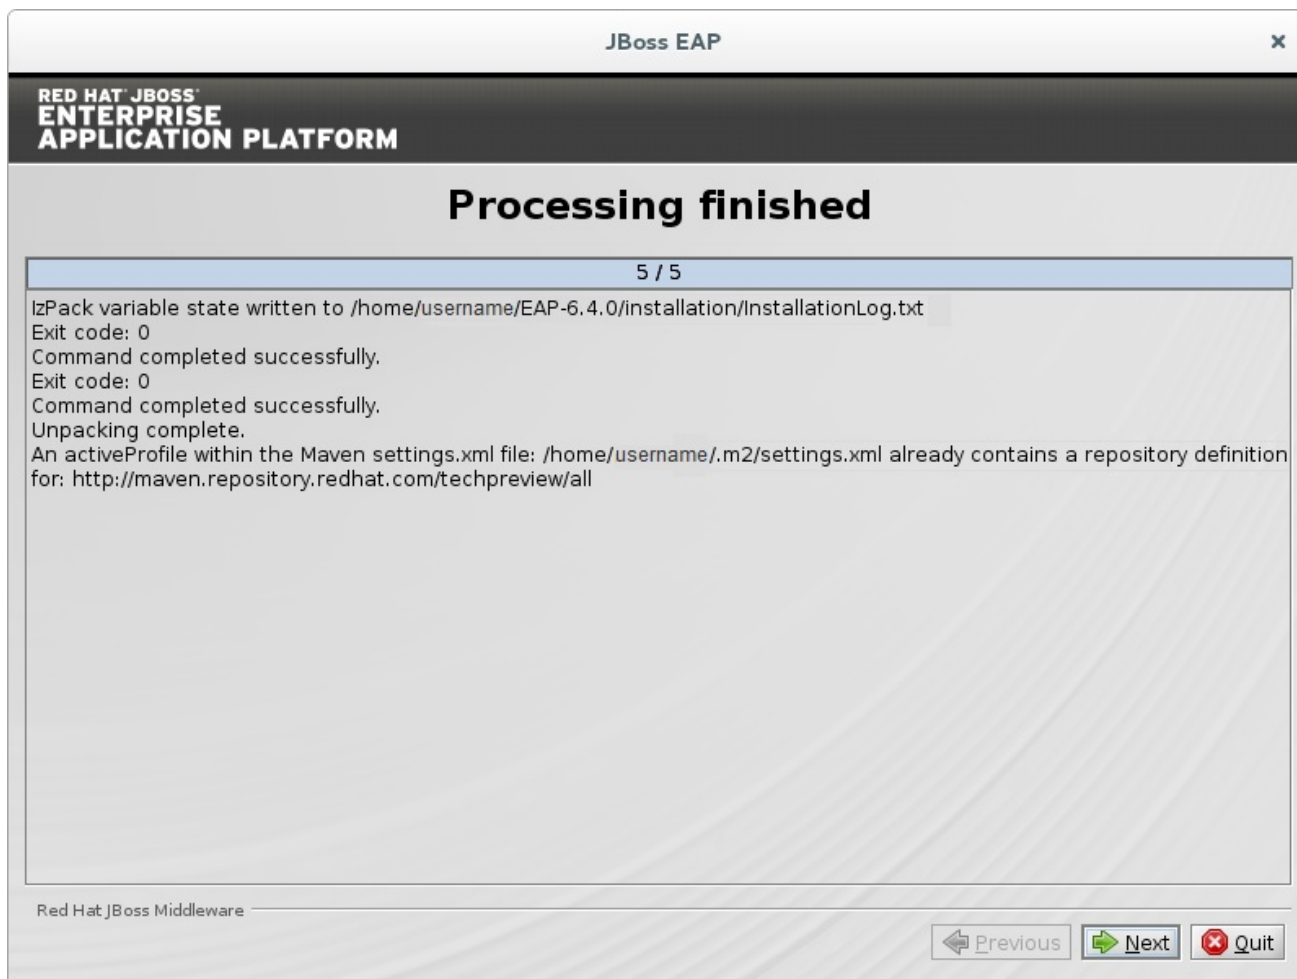 JBoss EAP
RED HAT® JBOSS®
ENTERPRISE
APPLICATION PLATFORM
Processing finished
5 / 5
IzPack variable state written to /home/username/EAP-6.4.0/installation/InstallationLog.txt
Exit code: 0
Command completed successfully.
Exit code: 0
Command completed successfully.
Unpacking complete.
An activeProfile within the Maven settings.xml file: /home/username/.m2/settings.xml already contains a repository definition
for: http://maven.repository.redhat.com/techpreview/all
Red Hat JBoss Middleware
Previous Next Quit